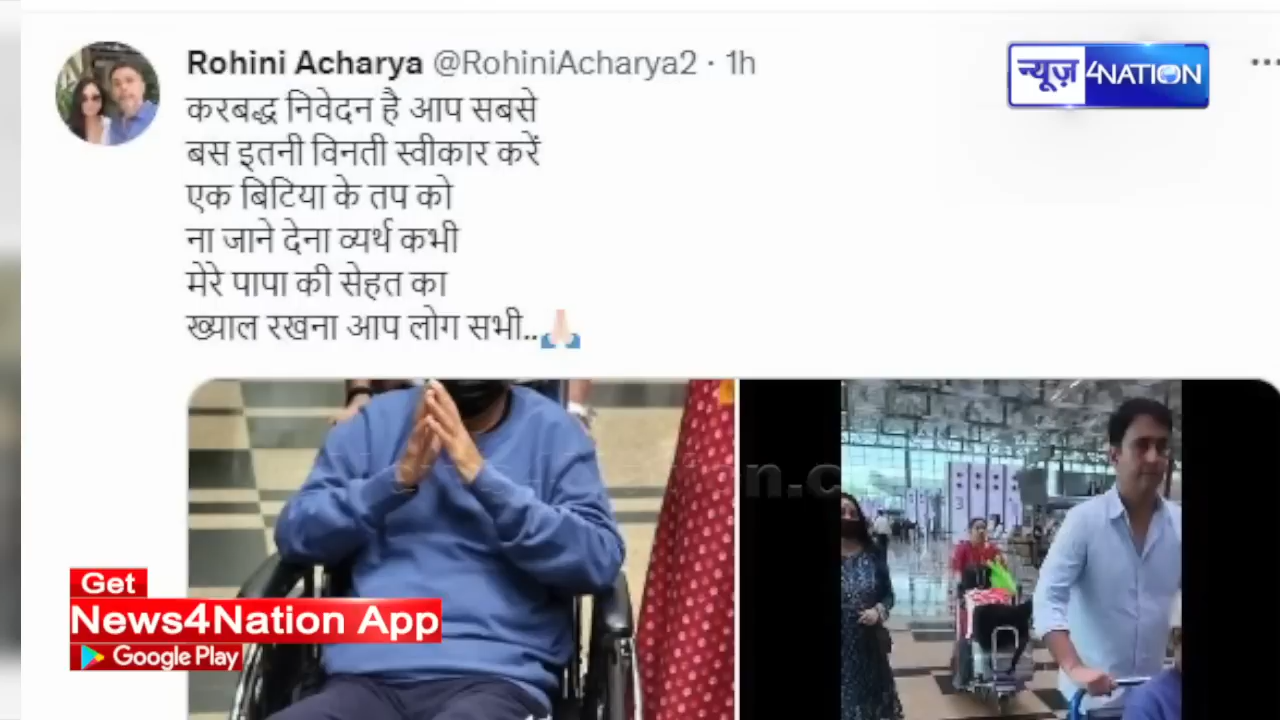 Rohini Acharya @RohiniAcharya2 · 1h
न्यूज़ 4NATION
करबद्ध निवेदन है आप सबसे
बस इतनी विनती स्वीकार करें
एक बिटिया के तप को
ना जाने देना व्यर्थ कभी
मेरे पापा की सेहत का
ख्याल रखना आप लोग सभी..🙏🏻
3
Get
News4Nation App
Google Play